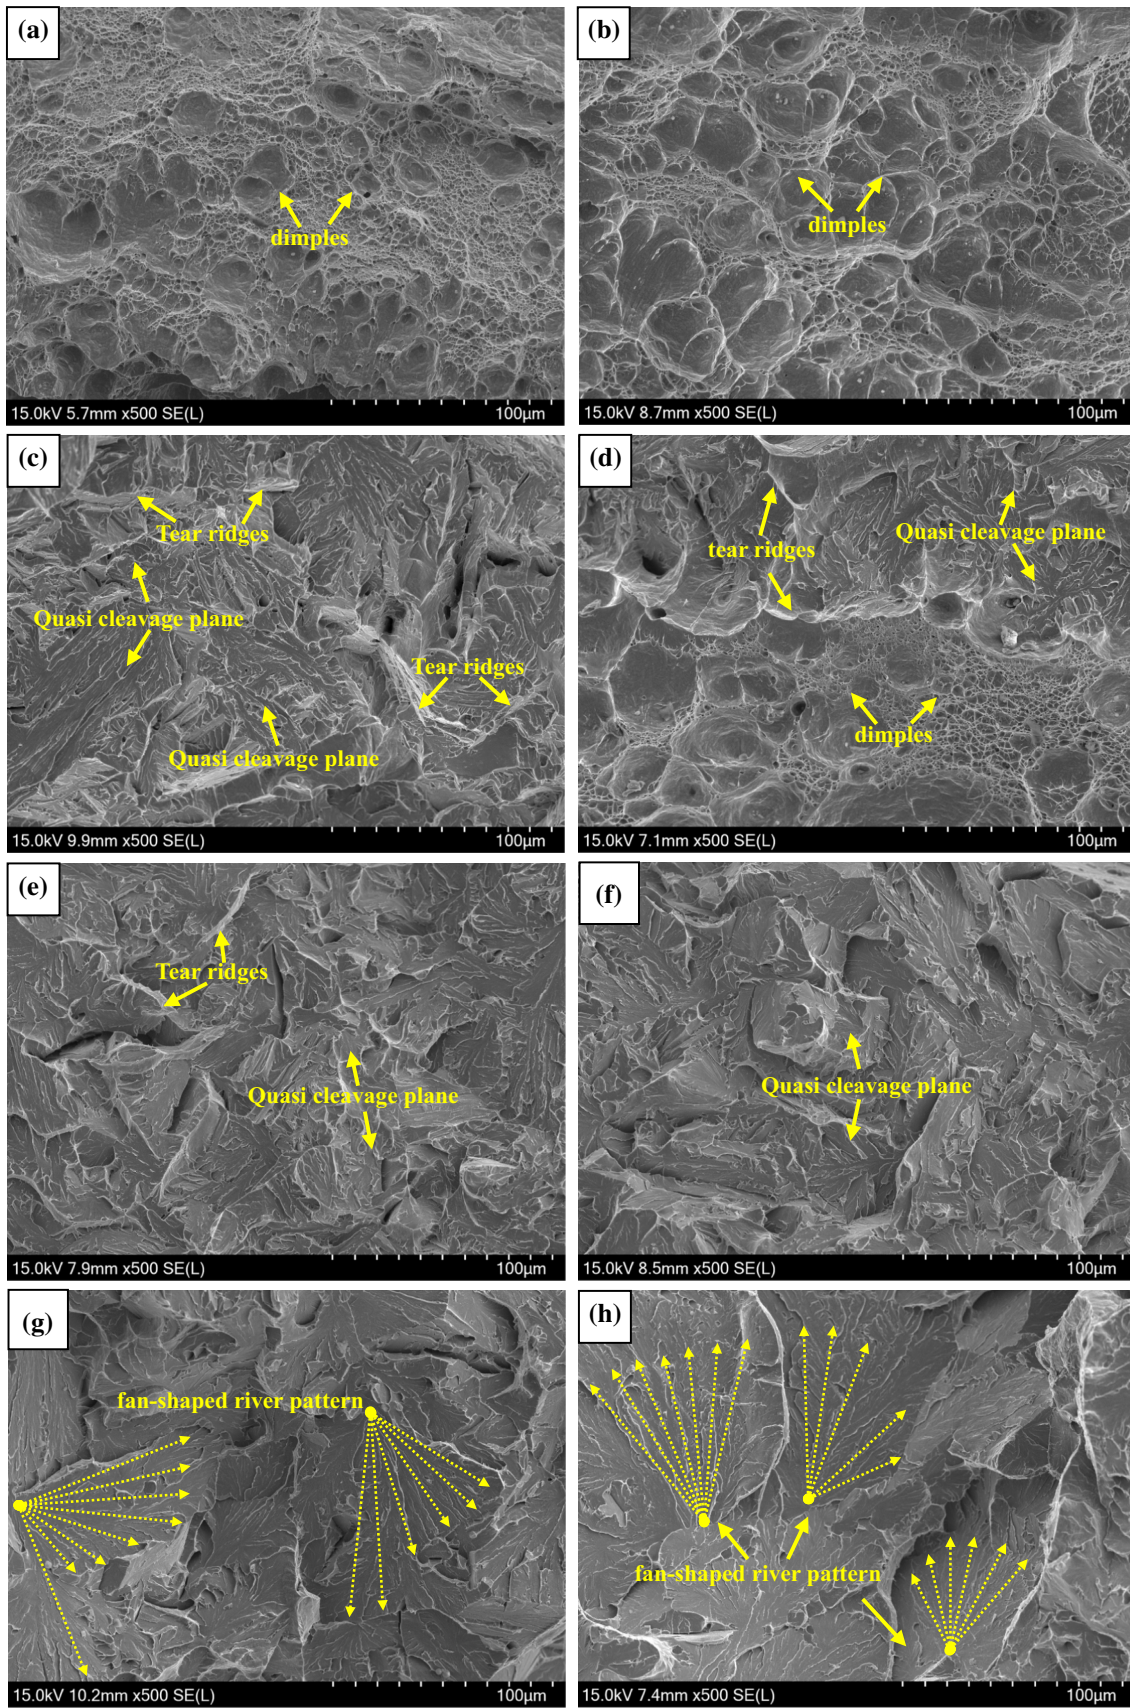 (a)
dimples
15.0kV 5.7mm x500 SE(L) 100μm
(b)
dimples
15.0kV 8.7mm x500 SE(L) 100μm
(c)
Tear ridges
Quasi cleavage plane
Tear ridges
Quasi cleavage plane
15.0kV 9.9mm x500 SE(L) 100μm
(d)
Quasi cleavage plane
tear ridges
dimples
15.0kV 7.1mm x500 SE(L) 100μm
(e)
Tear ridges
Quasi cleavage plane
15.0kV 7.9mm x500 SE(L) 100μm
(f)
Quasi cleavage plane
15.0kV 8.5mm x500 SE(L) 100μm
(g)
fan-shaped river pattern
15.0kV 10.2mm x500 SE(L) 100μm
(h)
fan-shaped river pattern
15.0kV 7.4mm x500 SE(L) 100μm